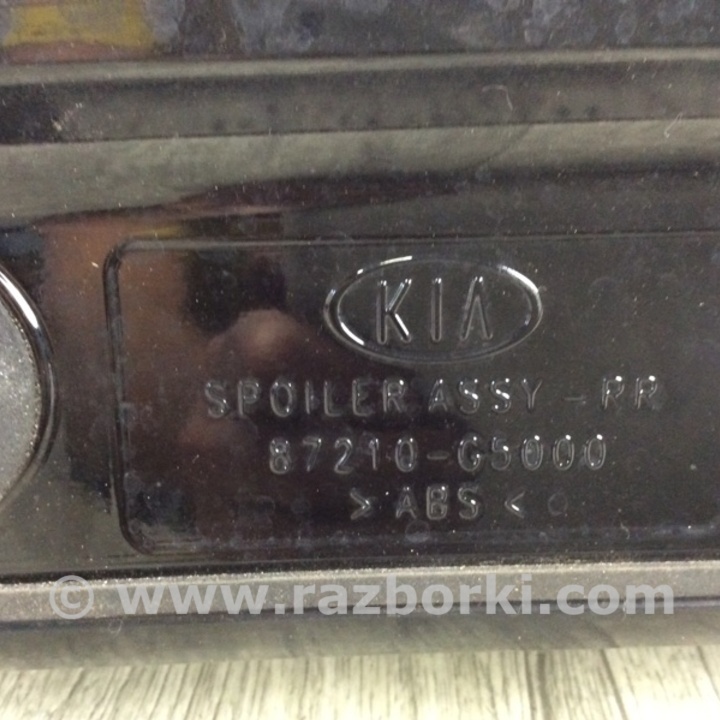 KIA
SPOILER ASSY - RR
87210-G5000
> ABS <
© www.razborki.com